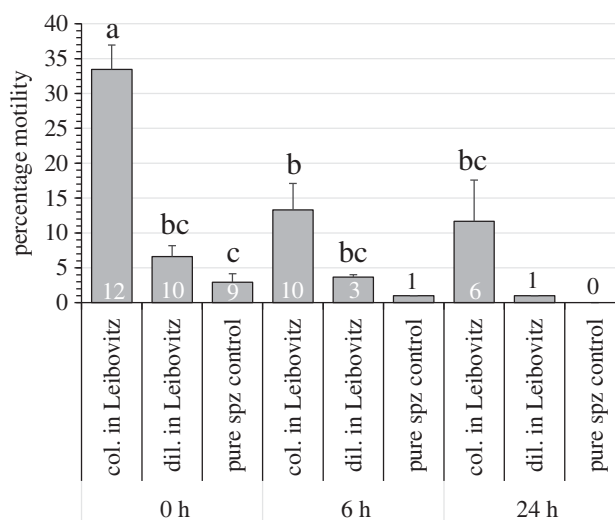 percentage motility
40
35
30
25
20
15
10
5
0
a
bc
c
b
bc
1
bc
1
0
12
10
9
10
3
6
col. in Leibovitz
dil. in Leibovitz
pure spz control
col. in Leibovitz
dil. in Leibovitz
pure spz control
col. in Leibovitz
dil. in Leibovitz
pure spz control
0 h
6 h
24 h